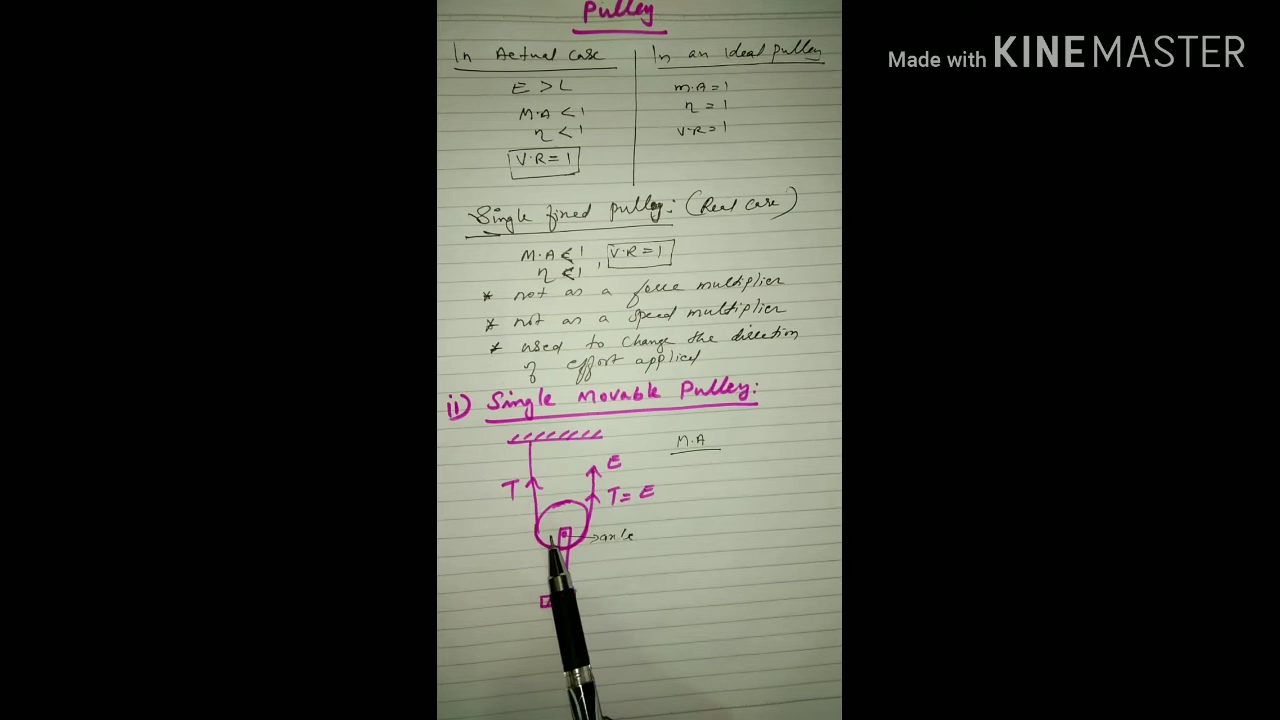 Pulley
Made with KINEMASTER
In Actual case
E > L
M.A < 1
η < 1
V.R = 1
In an ideal pulley
M.A = 1
η = 1
V.R = 1
Single fixed pulley: (Real case)
M.A < 1, V.R = 1
η < 1
* not as a force multiplier
* not as a speed multiplier
* used to change the direction
of effort applied
ii) Single Movable Pulley:
M.A
E
T
T = E
→ axle